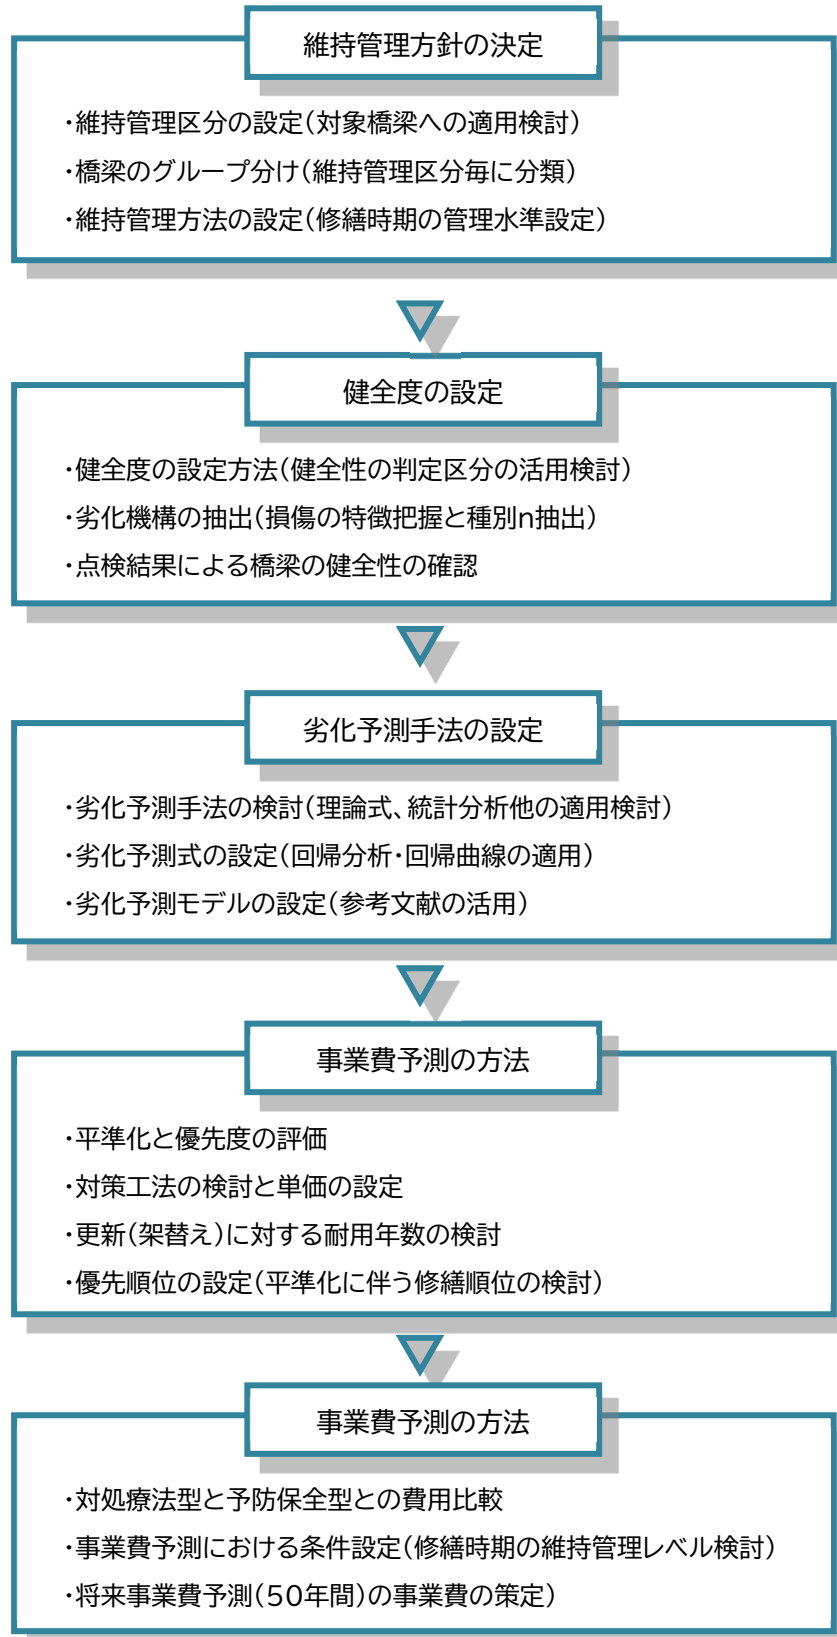 維持管理方針の決定
・維持管理区分の設定(対象橋梁への適用検討)
・橋梁のグループ分け(維持管理区分毎に分類)
・維持管理方法の設定(修繕時期の管理水準設定)
健全度の設定
・健全度の設定方法(健全性の判定区分の活用検討)
・劣化機構の抽出(損傷の特徴把握と種別n抽出)
・点検結果による橋梁の健全性の確認
劣化予測手法の設定
・劣化予測手法の検討(理論式、統計分析他の適用検討)
・劣化予測式の設定(回帰分析・回帰曲線の適用)
・劣化予測モデルの設定(参考文献の活用)
事業費予測の方法
・平準化と優先度の評価
・対策工法の検討と単価の設定
・更新(架替え)に対する耐用年数の検討
・優先順位の設定(平準化に伴う修繕順位の検討)
事業費予測の方法
・対処療法型と予防保全型との費用比較
・事業費予測における条件設定(修繕時期の維持管理レベル検討)
・将来事業費予測(50年間)の事業費の策定)